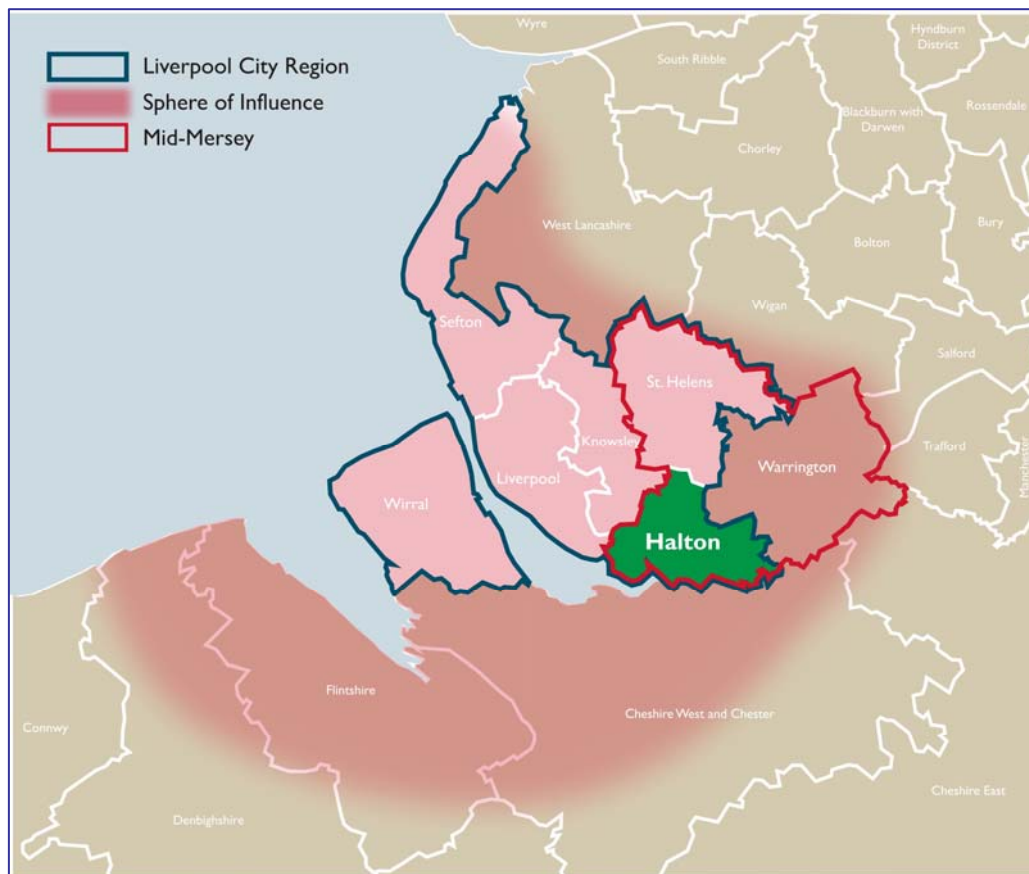 Liverpool City Region
Sphere of Influence
Mid-Mersey
Wyre
Hyndburn
District
South Ribble
Blackburn with
Darwen
Rossendale
Chorley
West Lancashire
Bury
Bolton
Wigan
Sefton
Salford
St. Helens
Knowsley
Warrington
Trafford
Manchester
Liverpool
Wirral
Halton
Flintshire
Cheshire West and Chester
Connwy
Cheshire East
Denbighshire